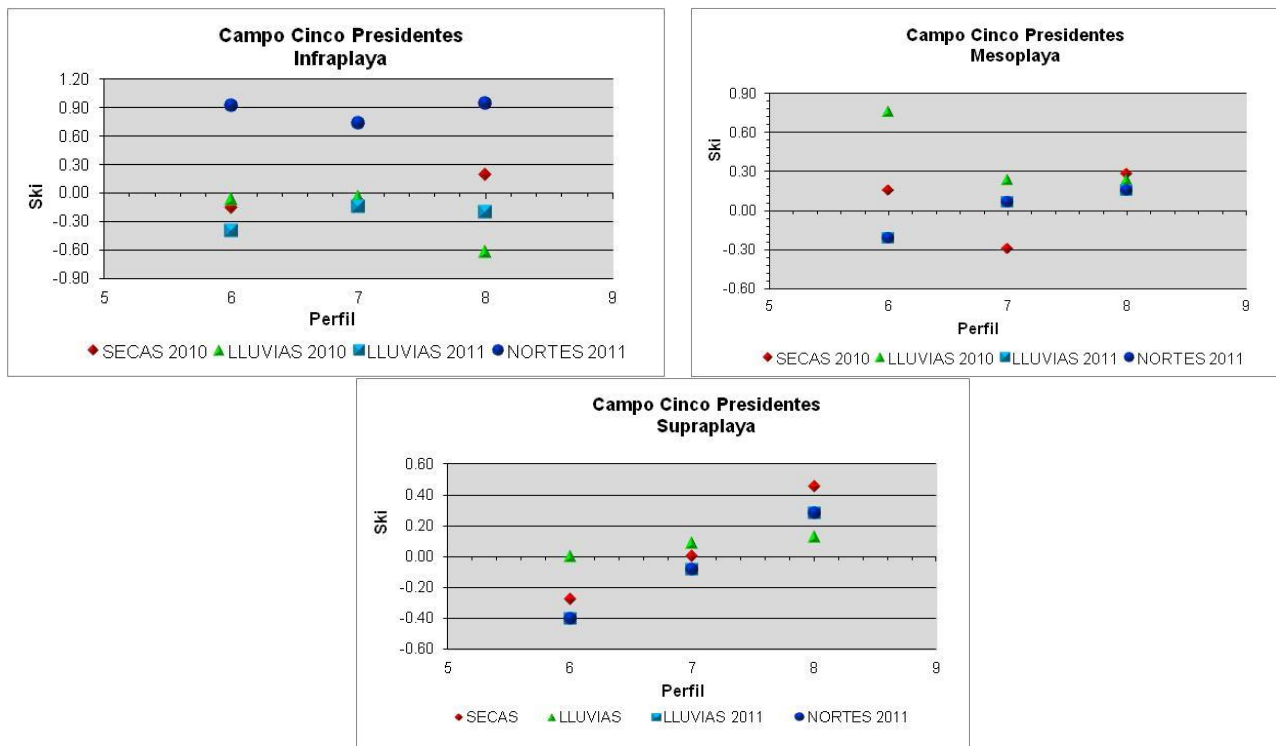 Campo Cinco Presidentes
Infraplaya
1.20
0.90
0.60
0.30
0.00
-0.30
-0.60
-0.90
Ski
5 6 7 8 9
Perfil
SECAS 2010 LLUVIAS 2010 LLUVIAS 2011 NORTES 2011
Campo Cinco Presidentes
Mesoplaya
0.90
0.60
0.30
0.00
-0.30
-0.60
Ski
5 6 7 8 9
Perfil
SECAS 2010 LLUVIAS 2010 LLUVIAS 2011 NORTES 2011
Campo Cinco Presidentes
Supraplaya
0.60
0.40
0.20
0.00
-0.20
-0.40
-0.60
Ski
5 6 7 8 9
Perfil
SECAS LLUVIAS LLUVIAS 2011 NORTES 2011